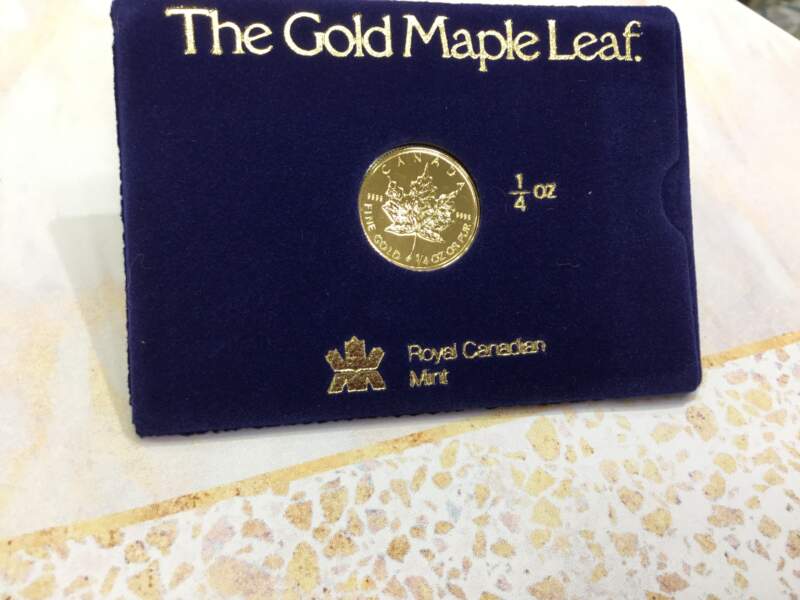 The Gold Maple Leaf.
CANADA
9999 9999
FINE GOLD 1/4 OZ OR PUR
1/4 oz
Royal Canadian
Mint